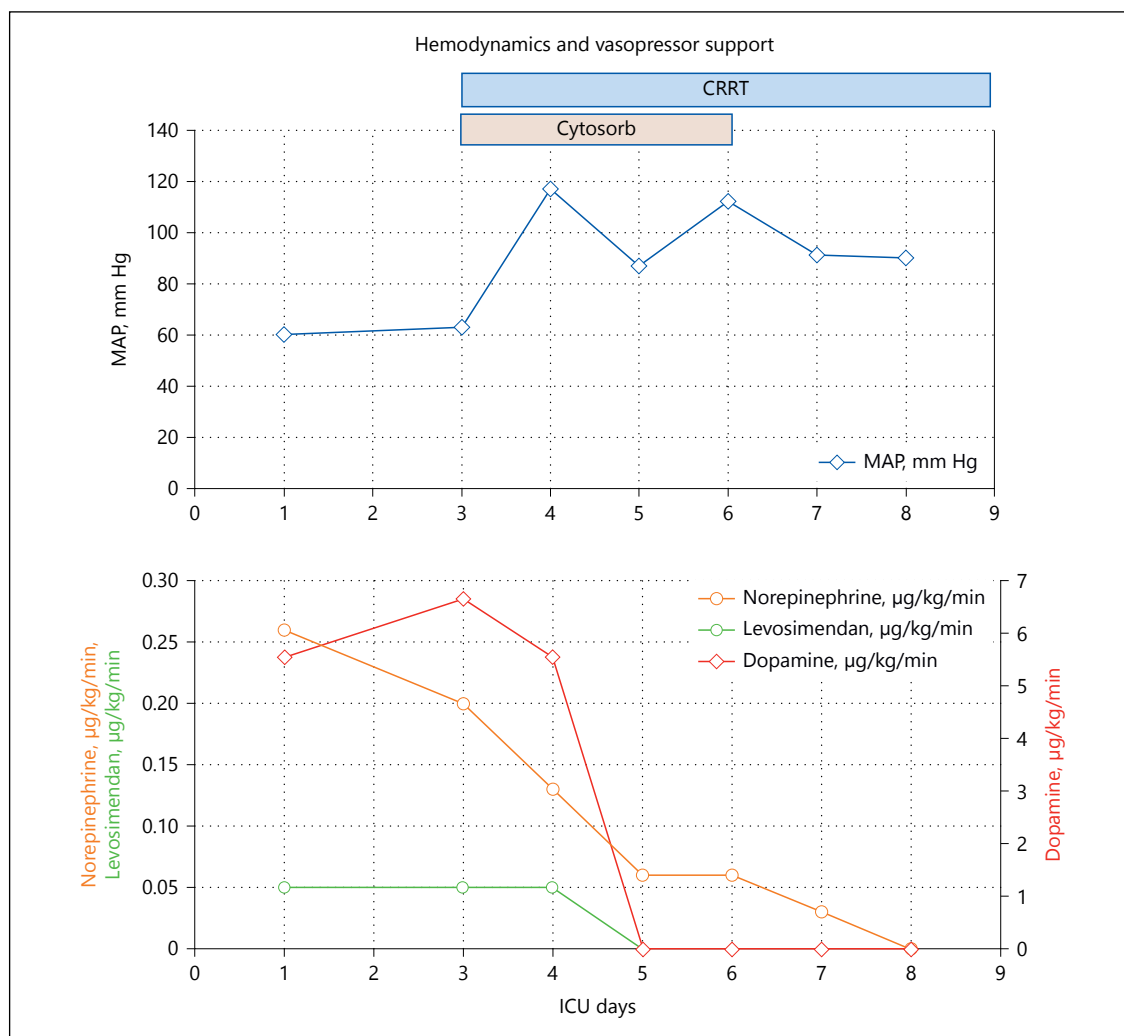 Hemodynamics and vasopressor support
CRRT
Cytosorb
140
120
100
80
60
40
20
0
MAP, mm Hg
MAP, mm Hg
0 1 2 3 4 5 6 7 8 9
0.30
0.25
0.20
0.15
0.10
0.05
0
Norepinephrine, µg/kg/min,
Levosimendan, µg/kg/min
Norepinephrine, µg/kg/min
Levosimendan, µg/kg/min
Dopamine, µg/kg/min
7
6
5
4
3
2
1
0
Dopamine, µg/kg/min
0 1 2 3 4 5 6 7 8 9
ICU days